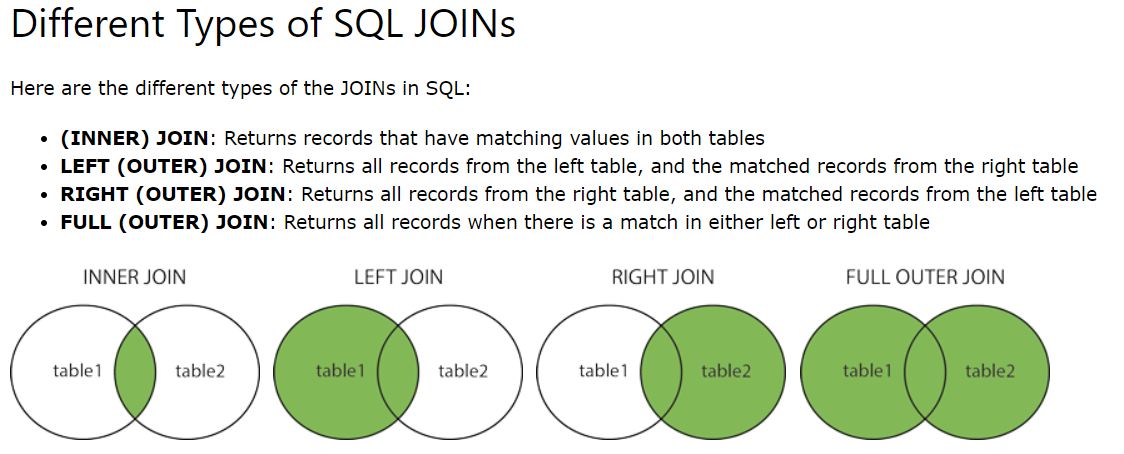 Different Types of SQL JOINs
Here are the different types of the JOINs in SQL:
• (INNER) JOIN: Returns records that have matching values in both tables
• LEFT (OUTER) JOIN: Returns all records from the left table, and the matched records from the right table
• RIGHT (OUTER) JOIN: Returns all records from the right table, and the matched records from the left table
• FULL (OUTER) JOIN: Returns all records when there is a match in either left or right table
INNER JOIN LEFT JOIN RIGHT JOIN FULL OUTER JOIN
table1 table2 table1 table2 table1 table2 table1 table2